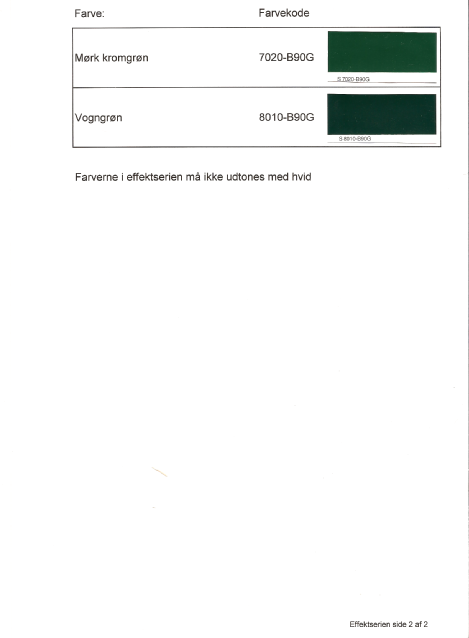 Farve: Farvekode
Mørk kromgrøn 7020-B90G
S 7020-B90G
Vogngrøn 8010-B90G
S 8010-B90G
Farverne i effektserien må ikke udtones med hvid
Effektserien side 2 af 2